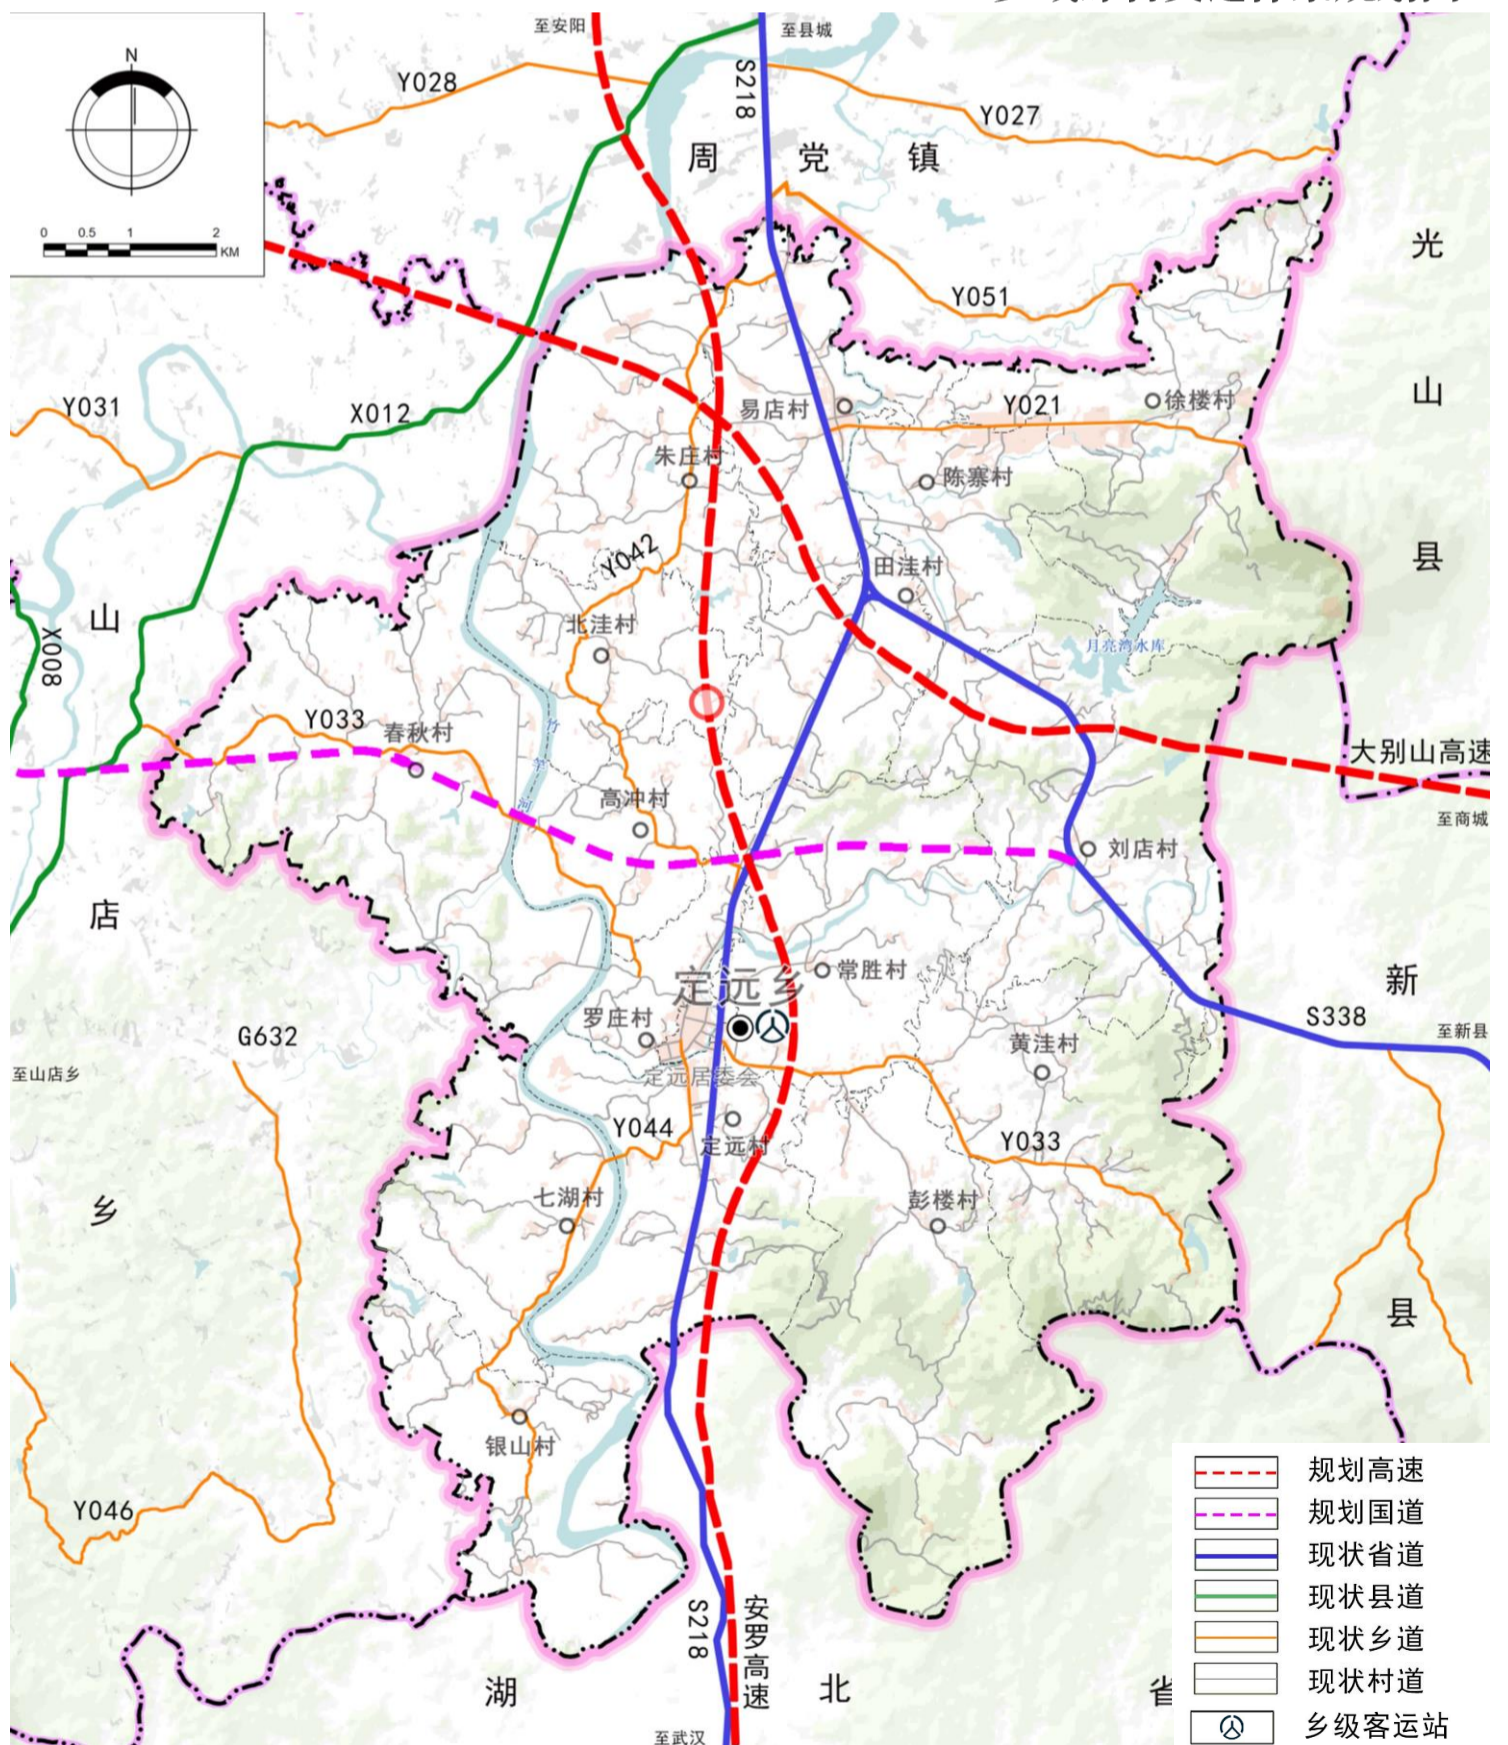 至安阳
至县城
N
Y028
S218
Y027
周党镇
0 0.5 1 2
KM
光山县
Y051
Y031
X012
易店村
Y021
徐楼村
朱庄村
陈寨村
Y042
田洼村
山店乡
北洼村
X008
月亮湾水库
Y033
春秋村
竹竿河
大别山高速
高冲村
至商城
刘店村
定远乡
常胜村
新县
罗庄村
G632
S338
至新县
黄洼村
至山店乡
定远居委会
Y044
定远村
Y033
七湖村
彭楼村
银山村
Y046
规划高速
规划国道
现状省道
现状县道
现状乡道
现状村道
乡级客运站
S218
安罗高速
湖北省
至武汉